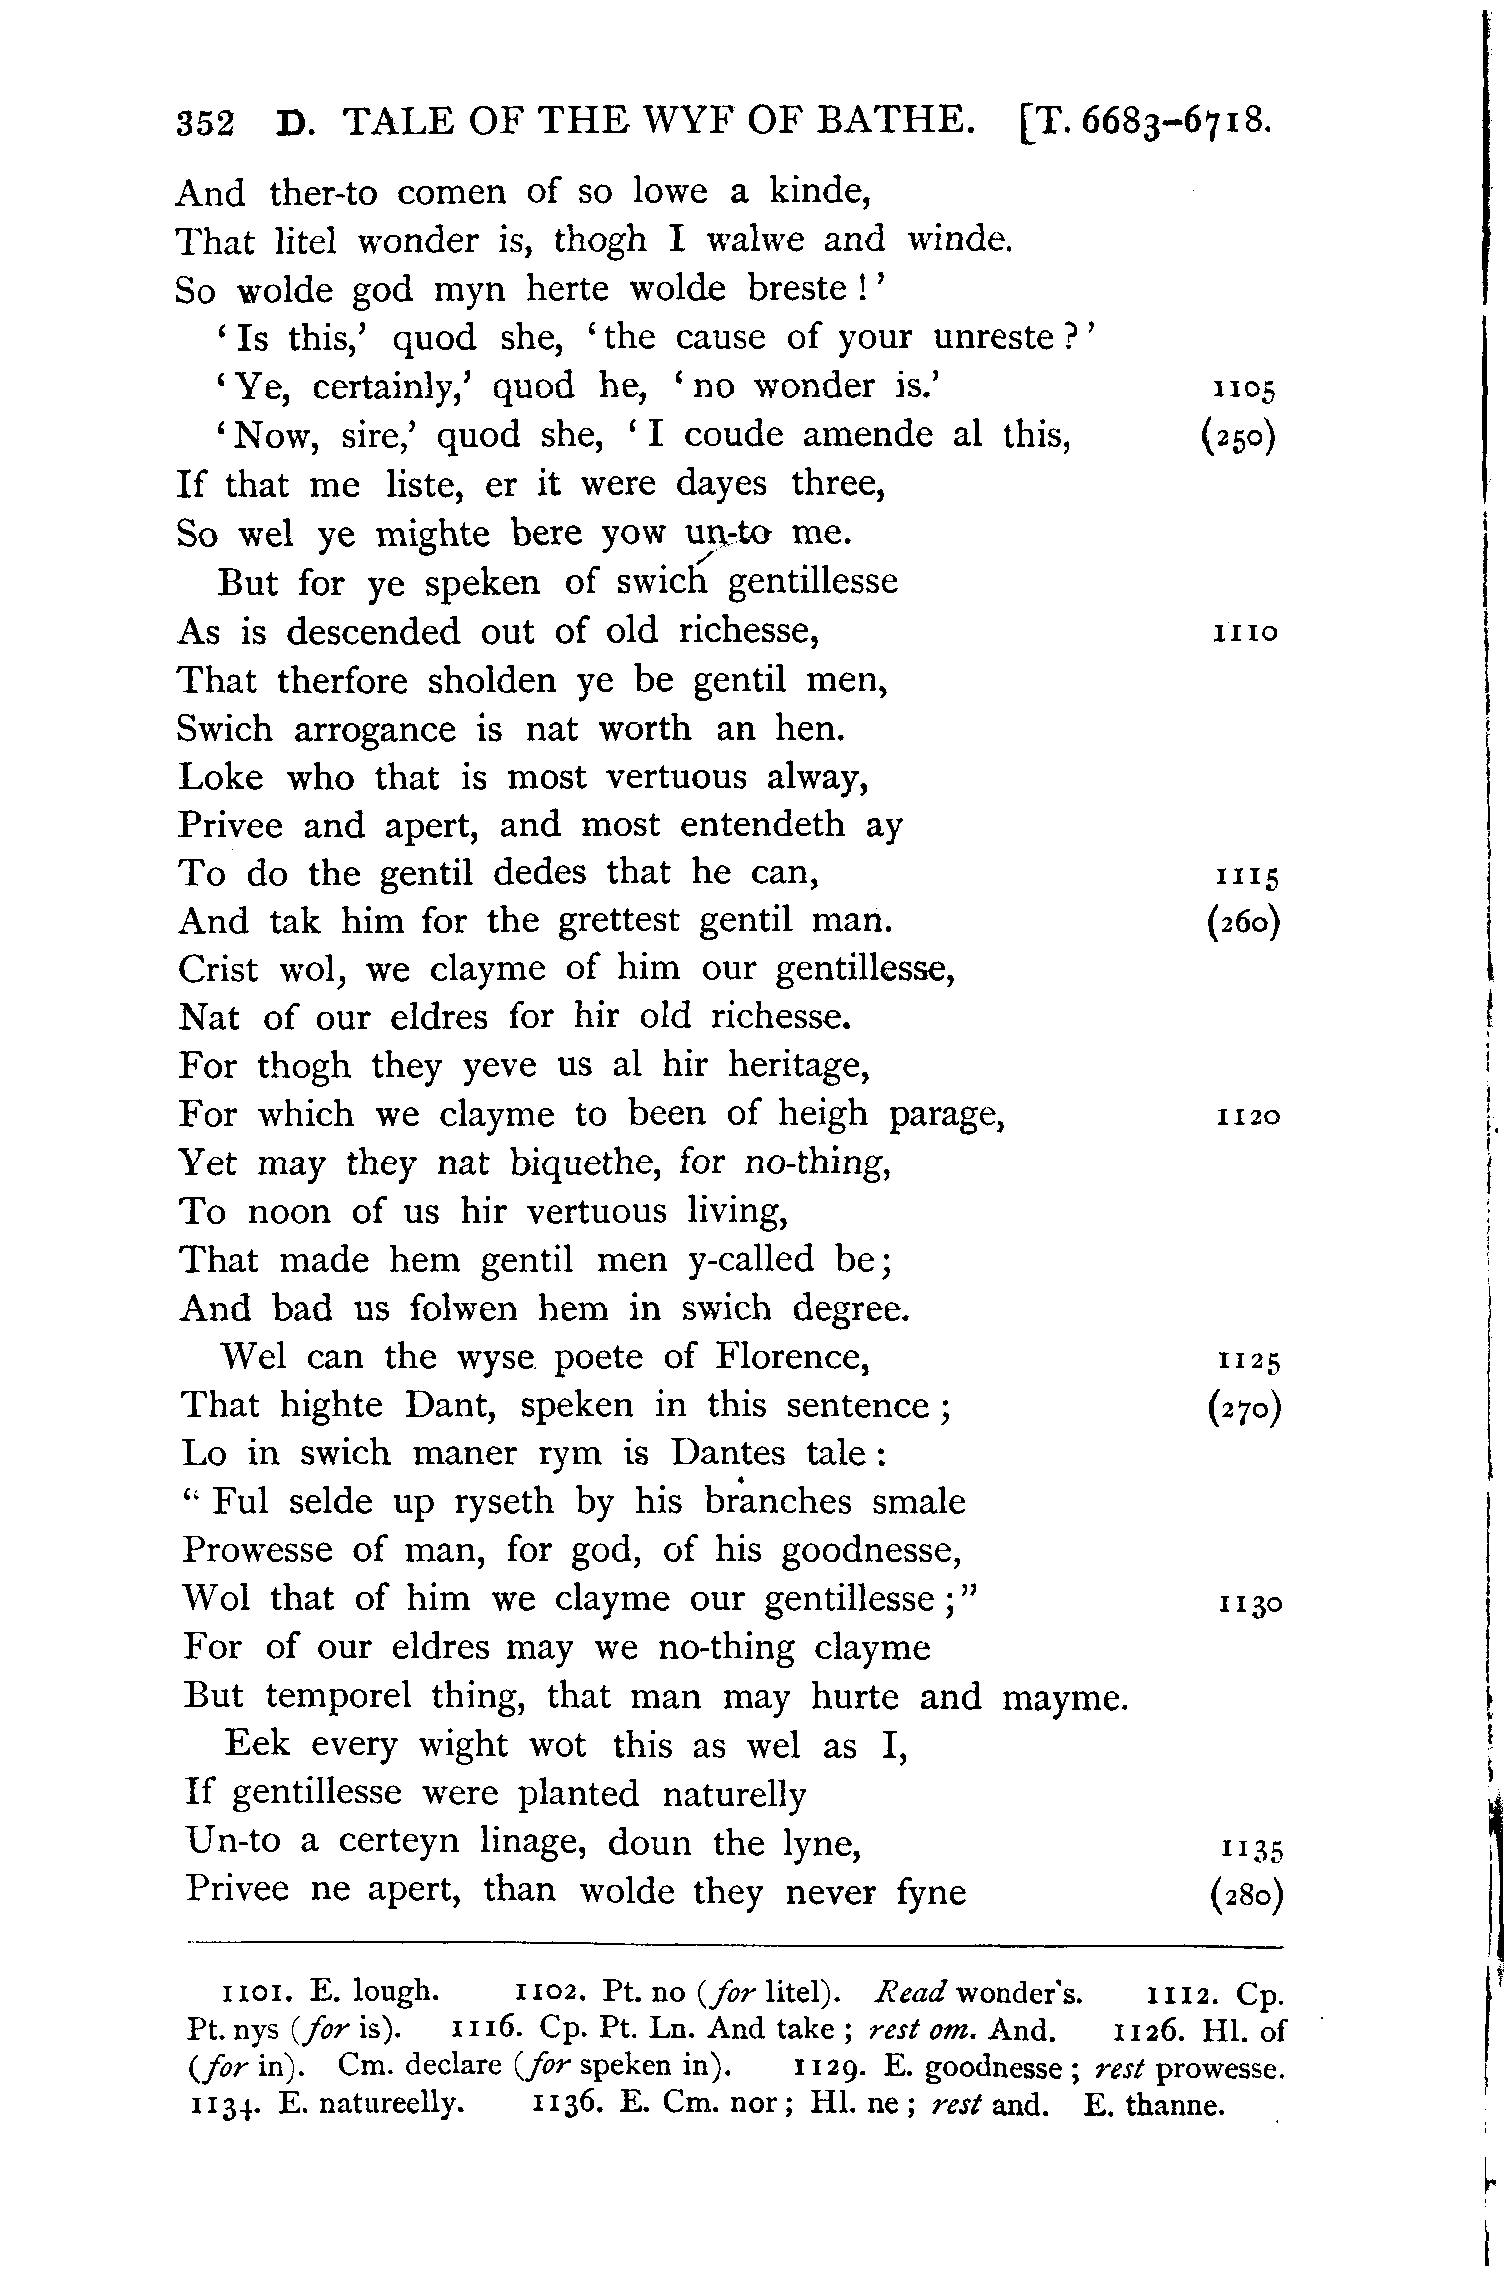 352 D. TALE OF THE WYF OF BATHE. [T. 6683–6718.
And ther-to comen of so lowe a kinde,
That litel wonder is, thogh I walwe and winde.
So wolde god myn herte wolde breste!’
‘Is this,’ quod she, ‘the cause of your unreste?’
‘Ye, certainly,’ quod he, ‘no wonder is.’ 1105
‘Now, sire,’ quod she, ‘I coude amende al this, (250)
If that me liste, er it were dayes three,
So wel ye mighte bere yow un-to me.
But for ye speken of swich gentillesse
As is descended out of old richesse, 1110
That therfore sholden ye be gentil men,
Swich arrogance is nat worth an hen.
Loke who that is most vertuous alway,
Privee and apert, and most entendeth ay
To do the gentil dedes that he can, 1115
And tak him for the grettest gentil man. (260)
Crist wol, we clayme of him our gentillesse,
Nat of our eldres for hir old richesse.
For thogh they yeve us al hir heritage,
For which we clayme to been of heigh parage, 1120
Yet may they nat biquethe, for no-thing,
To noon of us hir vertuous living,
That made hem gentil men y-called be;
And bad us folwen hem in swich degree.
Wel can the wyse poete of Florence, 1125
That highte Dant, speken in this sentence; (270)
Lo in swich maner rym is Dantes tale:
“Ful selde up ryseth by his branches smale
Prowesse of man, for god, of his goodnesse,
Wol that of him we clayme our gentillesse;” 1130
For of our eldres may we no-thing clayme
But temporel thing, that man may hurte and mayme.
Eek every wight wot this as wel as I,
If gentillesse were planted naturelly
Un-to a certeyn linage, doun the lyne, 1135
Privee ne apert, than wolde they never fyne (280)
1101. E. lough. 1102. Pt. no (for litel). Read wonder's. 1112. Cp.
Pt. nys (for is). 1116. Cp. Pt. Ln. And take; rest om. And. 1126. Hl. of
(for in). Cm. declare (for speken in). 1129. E. goodnesse; rest prowesse.
1134. E. natureelly. 1136. E. Cm. nor; Hl. ne; rest and. E. thanne.